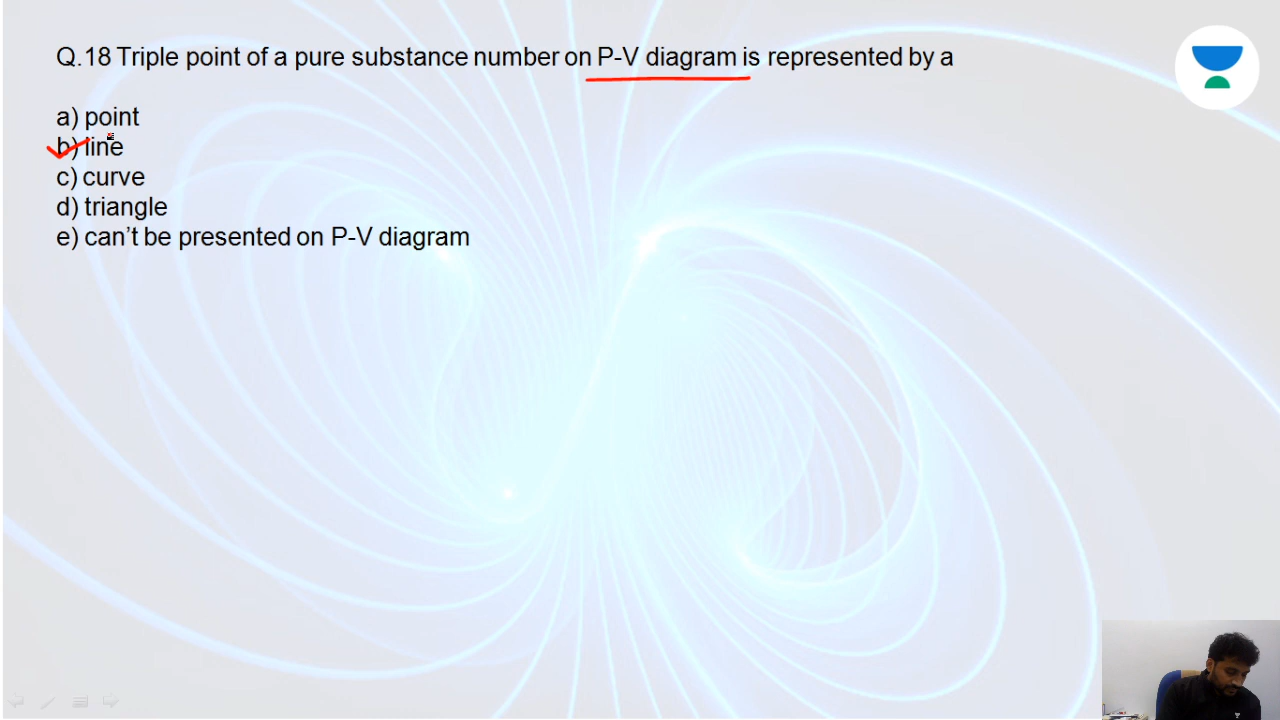 Q.18 Triple point of a pure substance number on P-V diagram is represented by a
a) point
b) line
c) curve
d) triangle
e) can’t be presented on P-V diagram